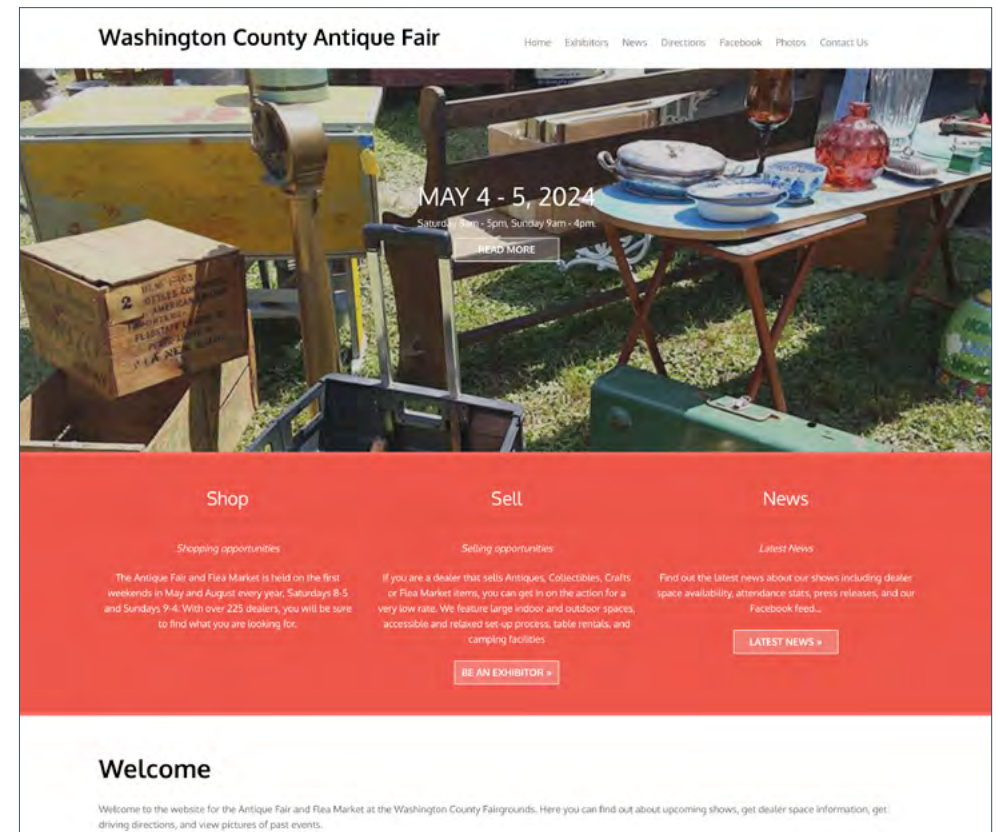 Washington County Antique Fair
Home Exhibitors News Directions Facebook Photos Contact Us
MAY 4 - 5, 2024
Saturday 8am - 5pm, Sunday 9am - 4pm.
READ MORE
2
Shop
Shopping opportunities
The Antique Fair and Flea Market is held on the first
weekends in May and August every year, Saturdays 8-5
and Sundays 9-4. With over 225 dealers, you will be sure
to find what you are looking for.
Sell
Selling opportunities
If you are a dealer that sells Antiques, Collectibles, Crafts
or Flea Market items, you can get in on the action for a
very low rate. We feature large indoor and outdoor spaces,
accessible and relaxed set-up process, table rentals, and
camping facilities
BE AN EXHIBITOR »
News
Latest News
Find out the latest news about our shows including dealer
space availability, attendance stats, press releases, and our
Facebook feed...
LATEST NEWS »
Welcome
Welcome to the website for the Antique Fair and Flea Market at the Washington County Fairgrounds. Here you can find out about upcoming shows, get dealer space information, get
driving directions, and view pictures of past events.